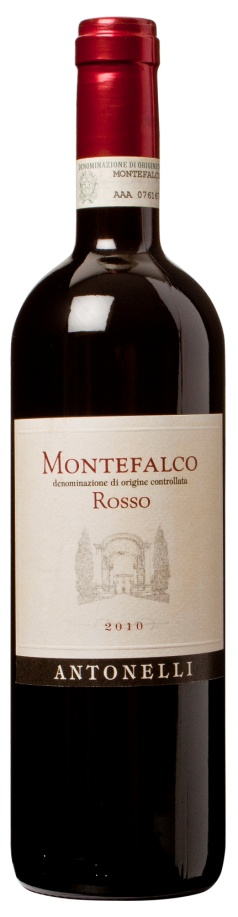 DENOMINAZIONE DI ORIGINE
MONTEFALCO
AAA 07616
MONTEFALCO
denominazione di origine controllata
ROSSO
2010
ANTONELLI